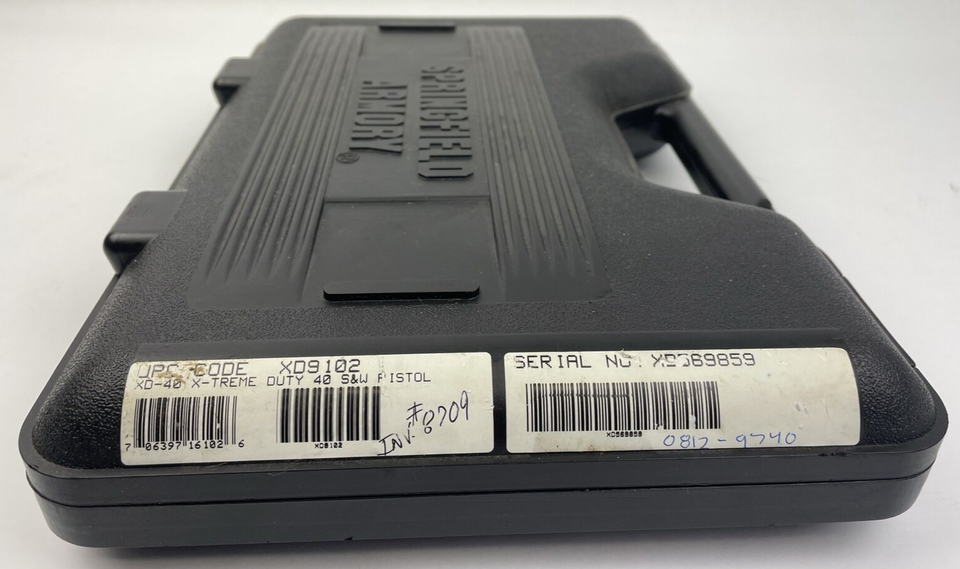 SPRINGFIELD
ARMORY®
UPC CODE XD9102
XD-40 X-TREME DUTY 40 S&W PISTOL
7 06397 16102 6
XD9102
INV. #0709
SERIAL NO: XD569859
XD569859
0812-9740